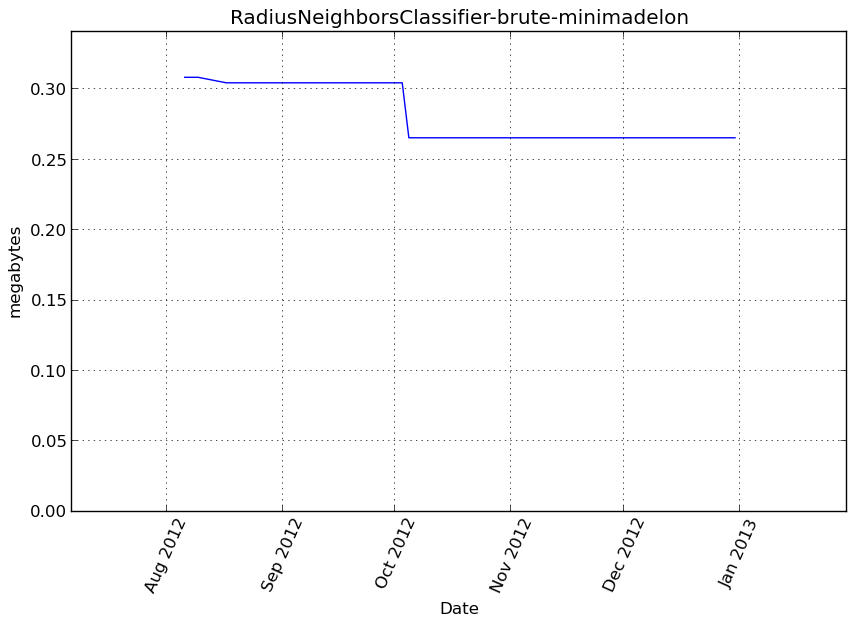 RadiusNeighborsClassifier-brute-minimadelon
0.30
0.25
0.20
0.15
0.10
0.05
0.00
megabytes
Aug 2012
Sep 2012
Oct 2012
Nov 2012
Dec 2012
Jan 2013
Date